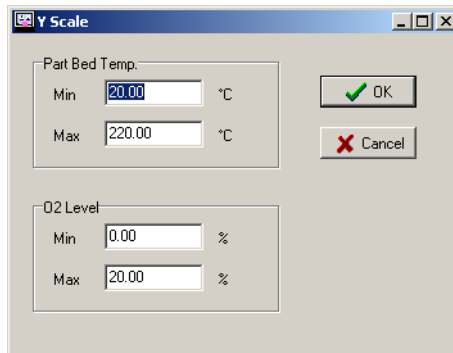 Y Scale
Part Bed Temp.
Min 20.00 °C
Max 220.00 °C
OK
Cancel
O2 Level
Min 0.00 %
Max 20.00 %